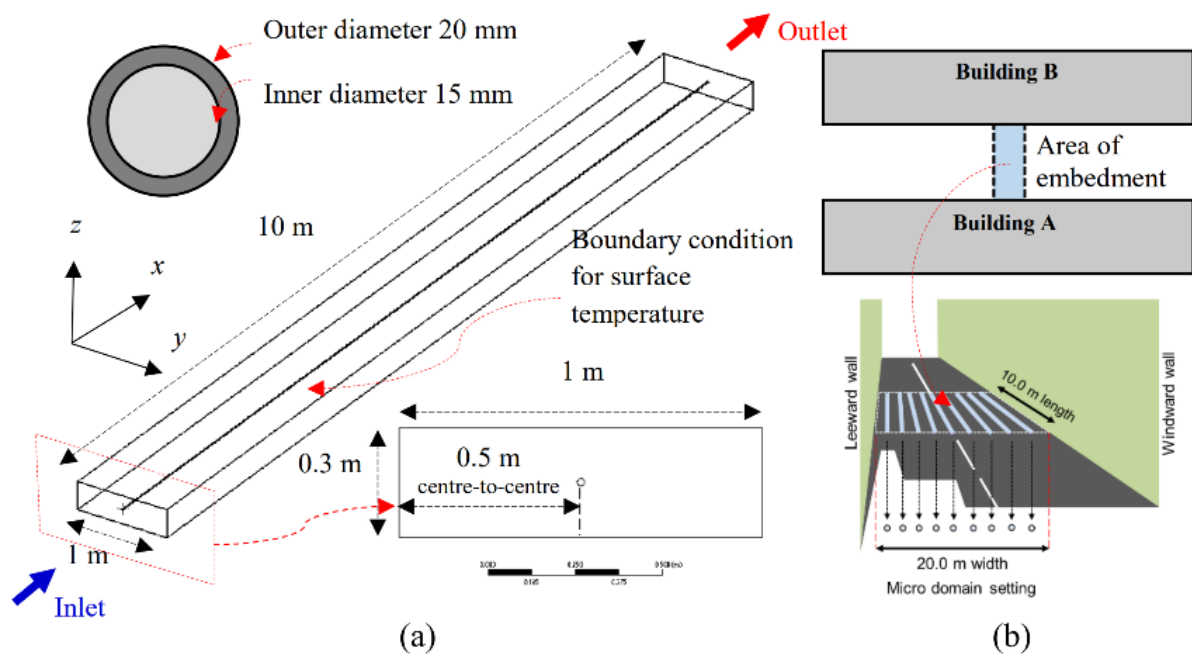 Outer diameter 20 mm
Inner diameter 15 mm
Outlet
10 m
z
x
y
Boundary condition
for surface
temperature
1 m
0.3 m
0.5 m
centre-to-centre
1 m
Inlet
(a)
Building B
Area of
embedment
Building A
Leeward wall
10.0 m length
Windward wall
20.0 m width
Micro domain setting
(b)